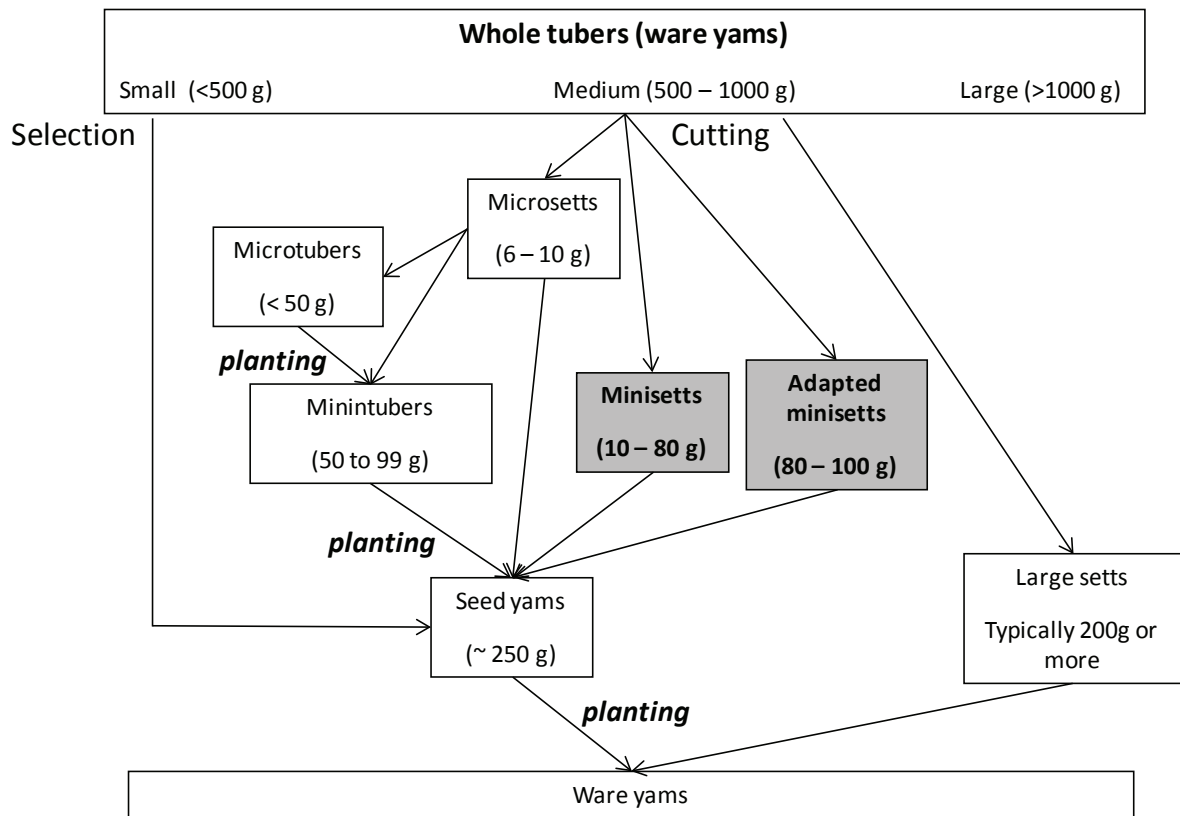 Whole tubers (ware yams)
Small (<500 g)
Medium (500 – 1000 g)
Large (>1000 g)
Selection
Cutting
Microsetts
(6 – 10 g)
Microtubers
(< 50 g)
planting
Minintubers
(50 to 99 g)
Minisetts
(10 – 80 g)
Adapted
minisetts
(80 – 100 g)
planting
Seed yams
(~ 250 g)
Large setts
Typically 200g or
more
planting
Ware yams